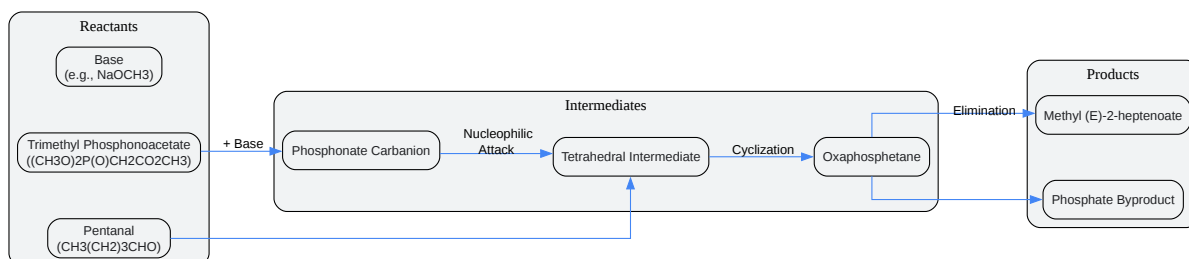 Reactants
Base
(e.g., NaOCH3)
Trimethyl Phosphonoacetate
((CH3O)2P(O)CH2CO2CH3)
Pentanal
(CH3(CH2)3CHO)
+ Base
Intermediates
Phosphonate Carbanion
Nucleophilic
Attack
Tetrahedral Intermediate
Cyclization
Oxaphosphetane
Elimination
Products
Methyl (E)-2-heptenoate
Phosphate Byproduct